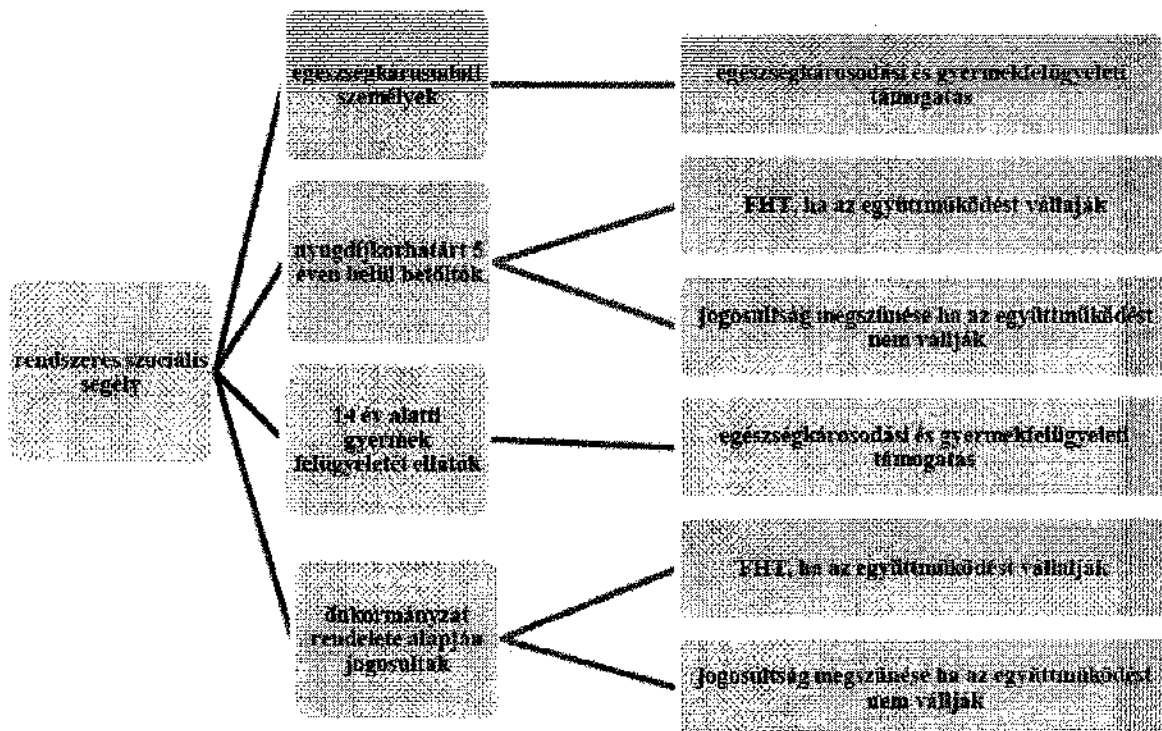 rendszeres szociális
segély
egészségkárosodott
személyek
nyugdíjkorhatárt 5
éven belül betöltők
14 év alatti
gyermek
felügyeletét ellátók
önkormányzat
rendelete alapján
jogosultak
egészségkárosodási és gyermekfelügyeleti
támogatás
FHT, ha az együttműködést vállaják
jogosultság megszűnése ha az együttműködést
nem vállják
egészségkárosodási és gyermekfelügyeleti
támogatás
FHT, ha az együttműködést vállalják
jogosultság megszűnése ha az együttműködést
nem vállják